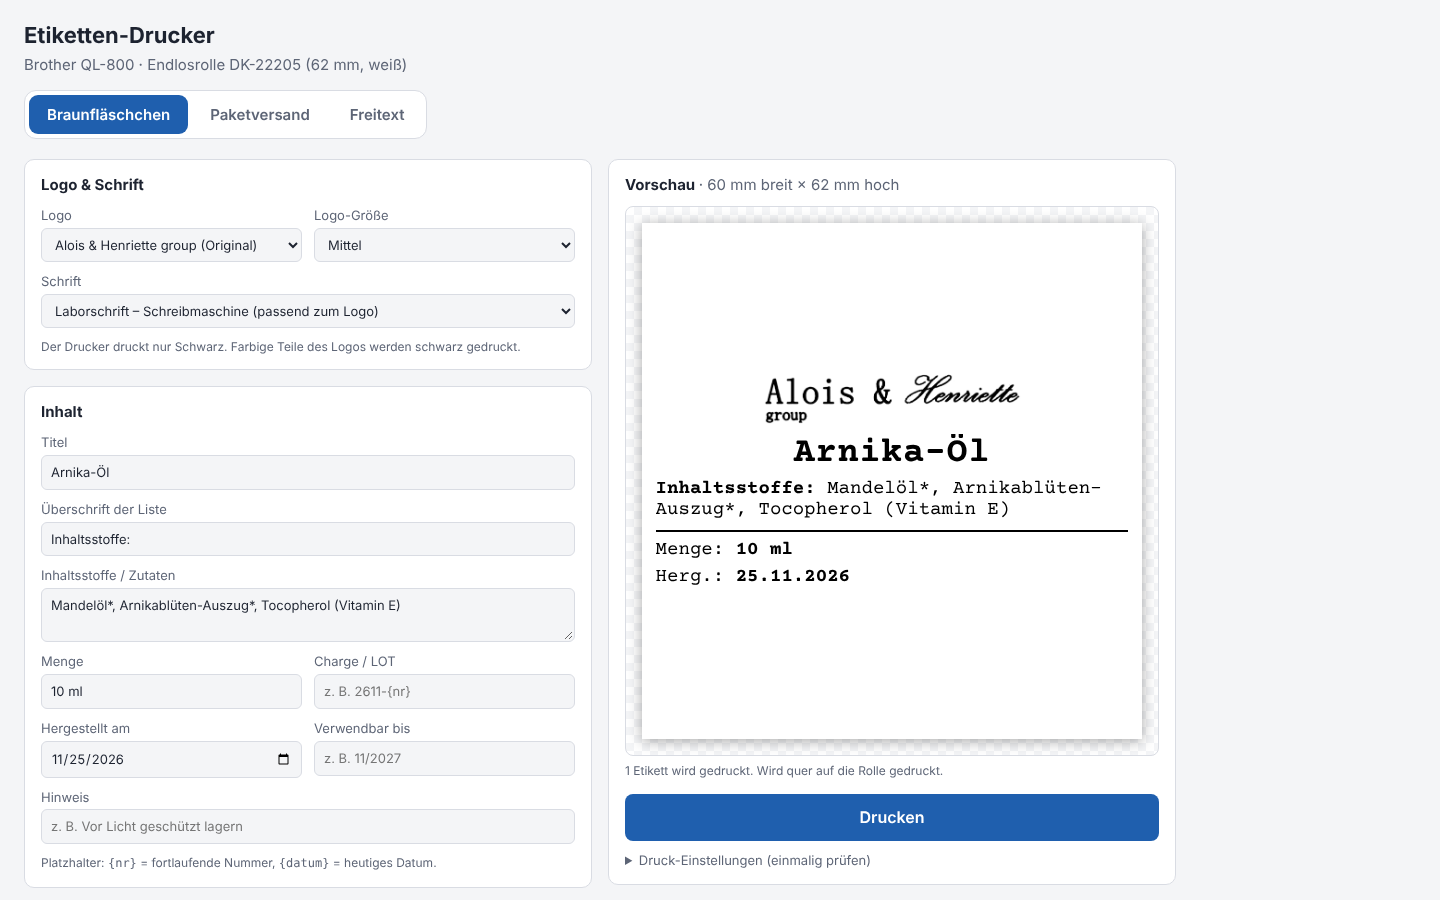 Etiketten-Drucker
Brother QL-800 · Endlosrolle DK-22205 (62 mm, weiß)
Braunfläschchen
Paketversand
Freitext
Logo & Schrift
Logo
Logo-Größe
Alois & Henriette group (Original)
Mittel
Schrift
Laborschrift – Schreibmaschine (passend zum Logo)
Der Drucker druckt nur Schwarz. Farbige Teile des Logos werden schwarz gedruckt.
Inhalt
Titel
Arnika-Öl
Überschrift der Liste
Inhaltsstoffe:
Inhaltsstoffe / Zutaten
Mandelöl*, Arnikablüten-Auszug*, Tocopherol (Vitamin E)
Menge
Charge / LOT
10 ml
z. B. 2611-{nr}
Hergestellt am
Verwendbar bis
11/25/2026
z. B. 11/2027
Hinweis
z. B. Vor Licht geschützt lagern
Platzhalter: {nr} = fortlaufende Nummer, {datum} = heutiges Datum.
Vorschau · 60 mm breit × 62 mm hoch
Alois & Henriette
group
Arnika-Öl
Inhaltsstoffe: Mandelöl*, Arnikablüten-
Auszug*, Tocopherol (Vitamin E)
Menge: 10 ml
Herg.: 25.11.2026
1 Etikett wird gedruckt. Wird quer auf die Rolle gedruckt.
Drucken
Druck-Einstellungen (einmalig prüfen)